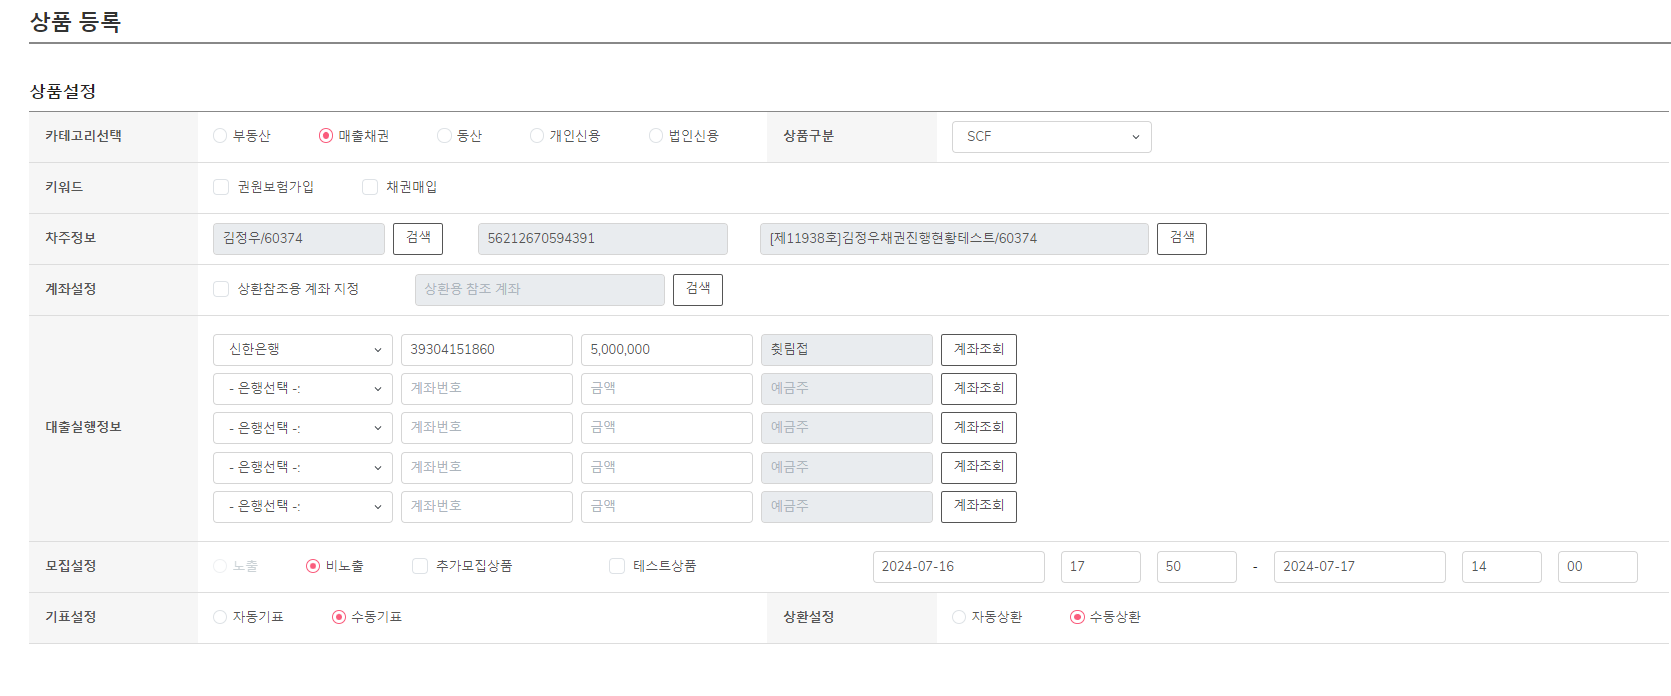 상품 등록
상품설정
카테고리선택 부동산 매출채권 동산 개인신용 법인신용 상품구분 SCF
키워드 권원보험가입 채권매입
차주정보 김정우/60374 검색 56212670594391 [제11938호]김정우채권진행현황테스트/60374 검색
계좌설정 상환참조용 계좌 지정 상환용 참조 계좌 검색
신한은행 39304151860 5,000,000 췻림접 계좌조회
- 은행선택 -: 계좌번호 금액 예금주 계좌조회
대출실행정보 - 은행선택 -: 계좌번호 금액 예금주 계좌조회
- 은행선택 -: 계좌번호 금액 예금주 계좌조회
- 은행선택 -: 계좌번호 금액 예금주 계좌조회
모집설정 노출 비노출 추가모집상품 테스트상품 2024-07-16 17 50 - 2024-07-17 14 00
기표설정 자동기표 수동기표 상환설정 자동상환 수동상환